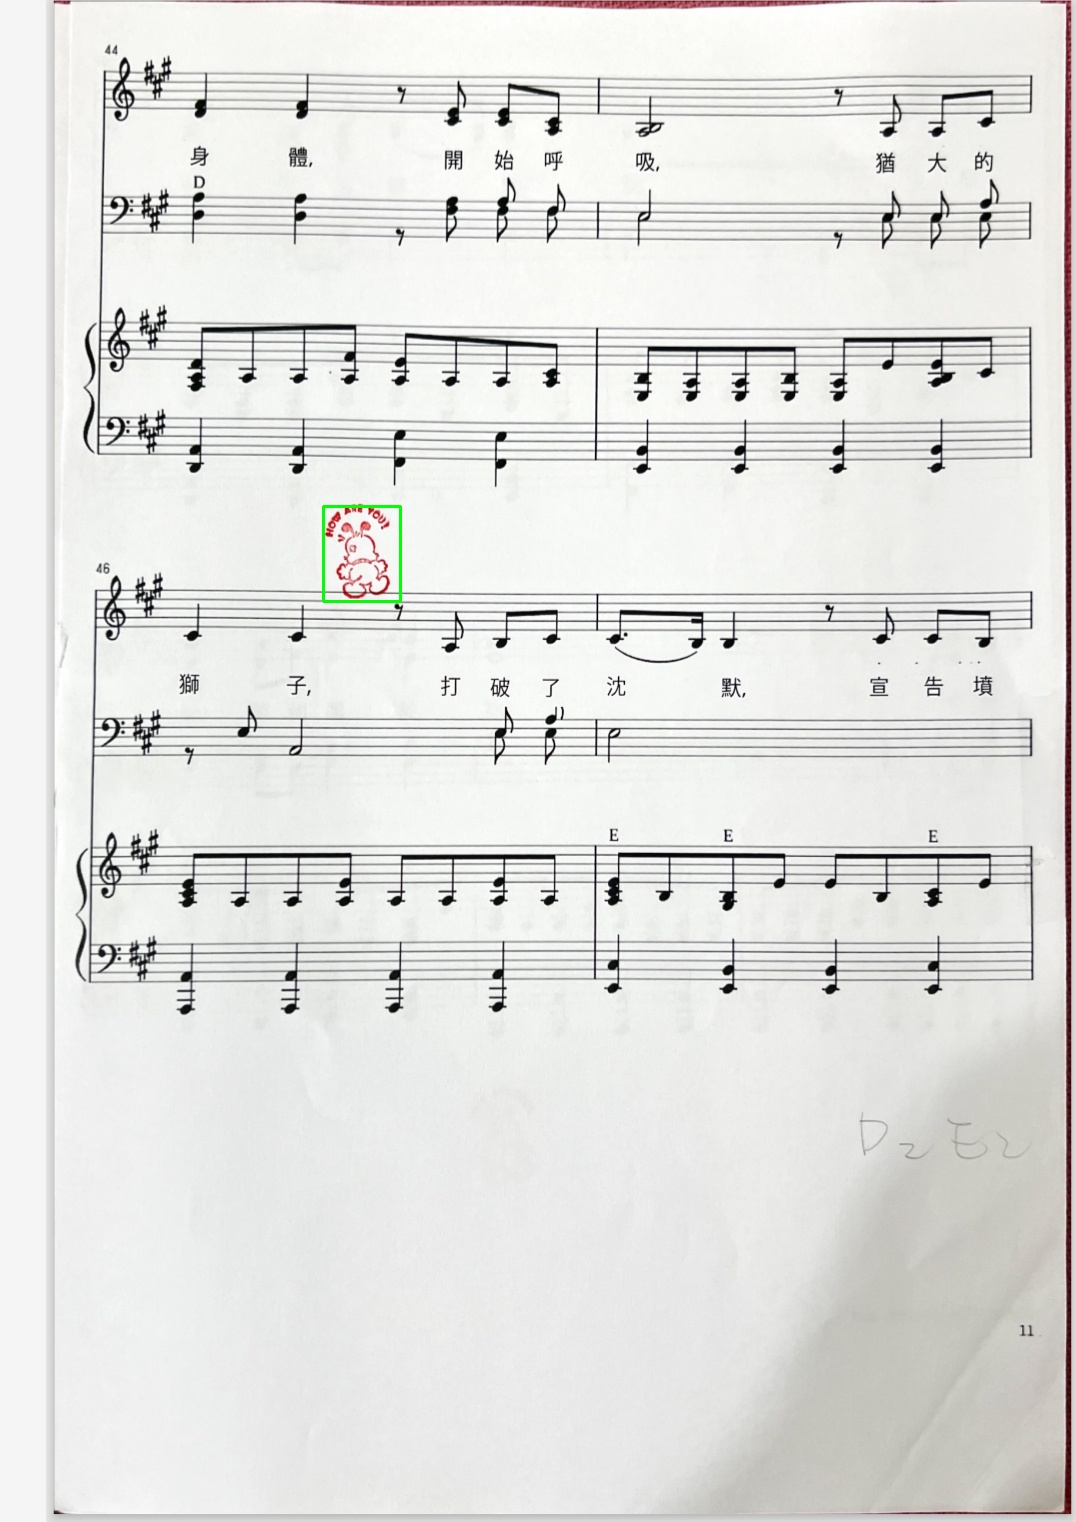 44
身 體, 開 始 呼 吸, 猶 大 的
D
HOW ARE YOU?
46
獅 子, 打 破 了 沈 默, 宣 告 墳
E E E
D2 E2
11